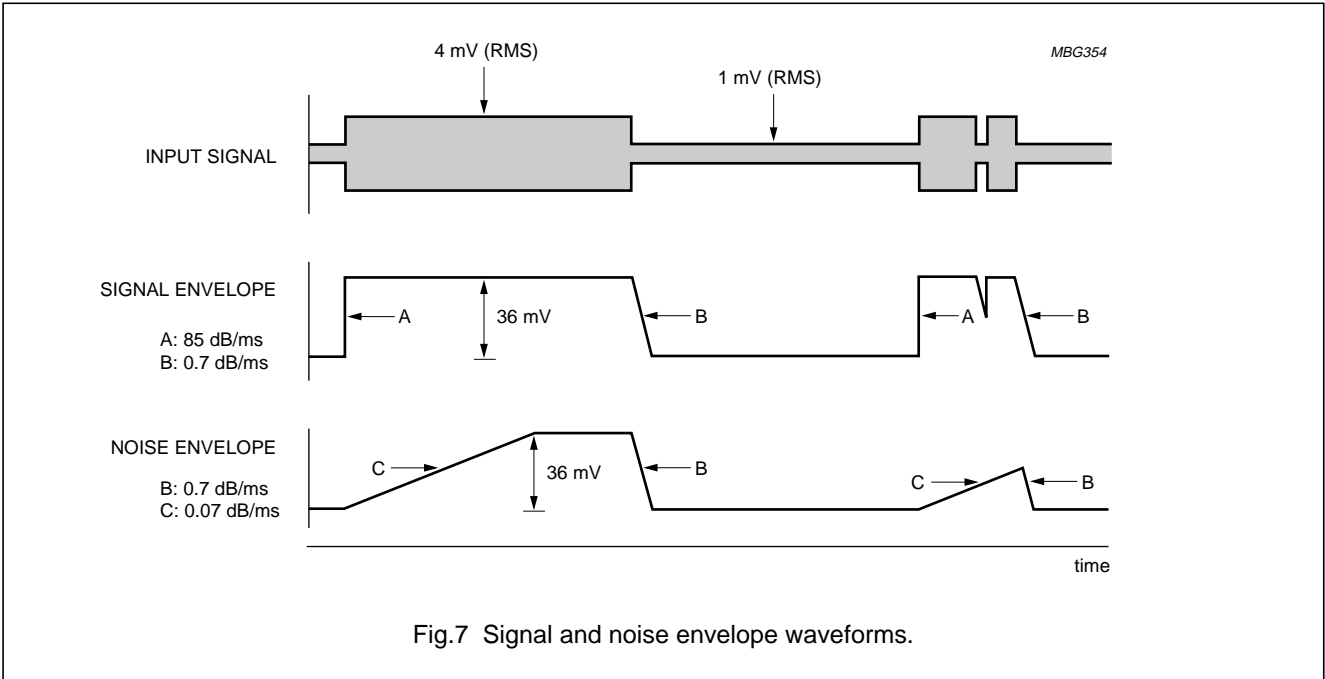 4 mV (RMS)
MBG354
1 mV (RMS)
INPUT SIGNAL
SIGNAL ENVELOPE
A
36 mV
B
A
B
A: 85 dB/ms
B: 0.7 dB/ms
NOISE ENVELOPE
C
36 mV
B
C
B
B: 0.7 dB/ms
C: 0.07 dB/ms
time
Fig.7 Signal and noise envelope waveforms.